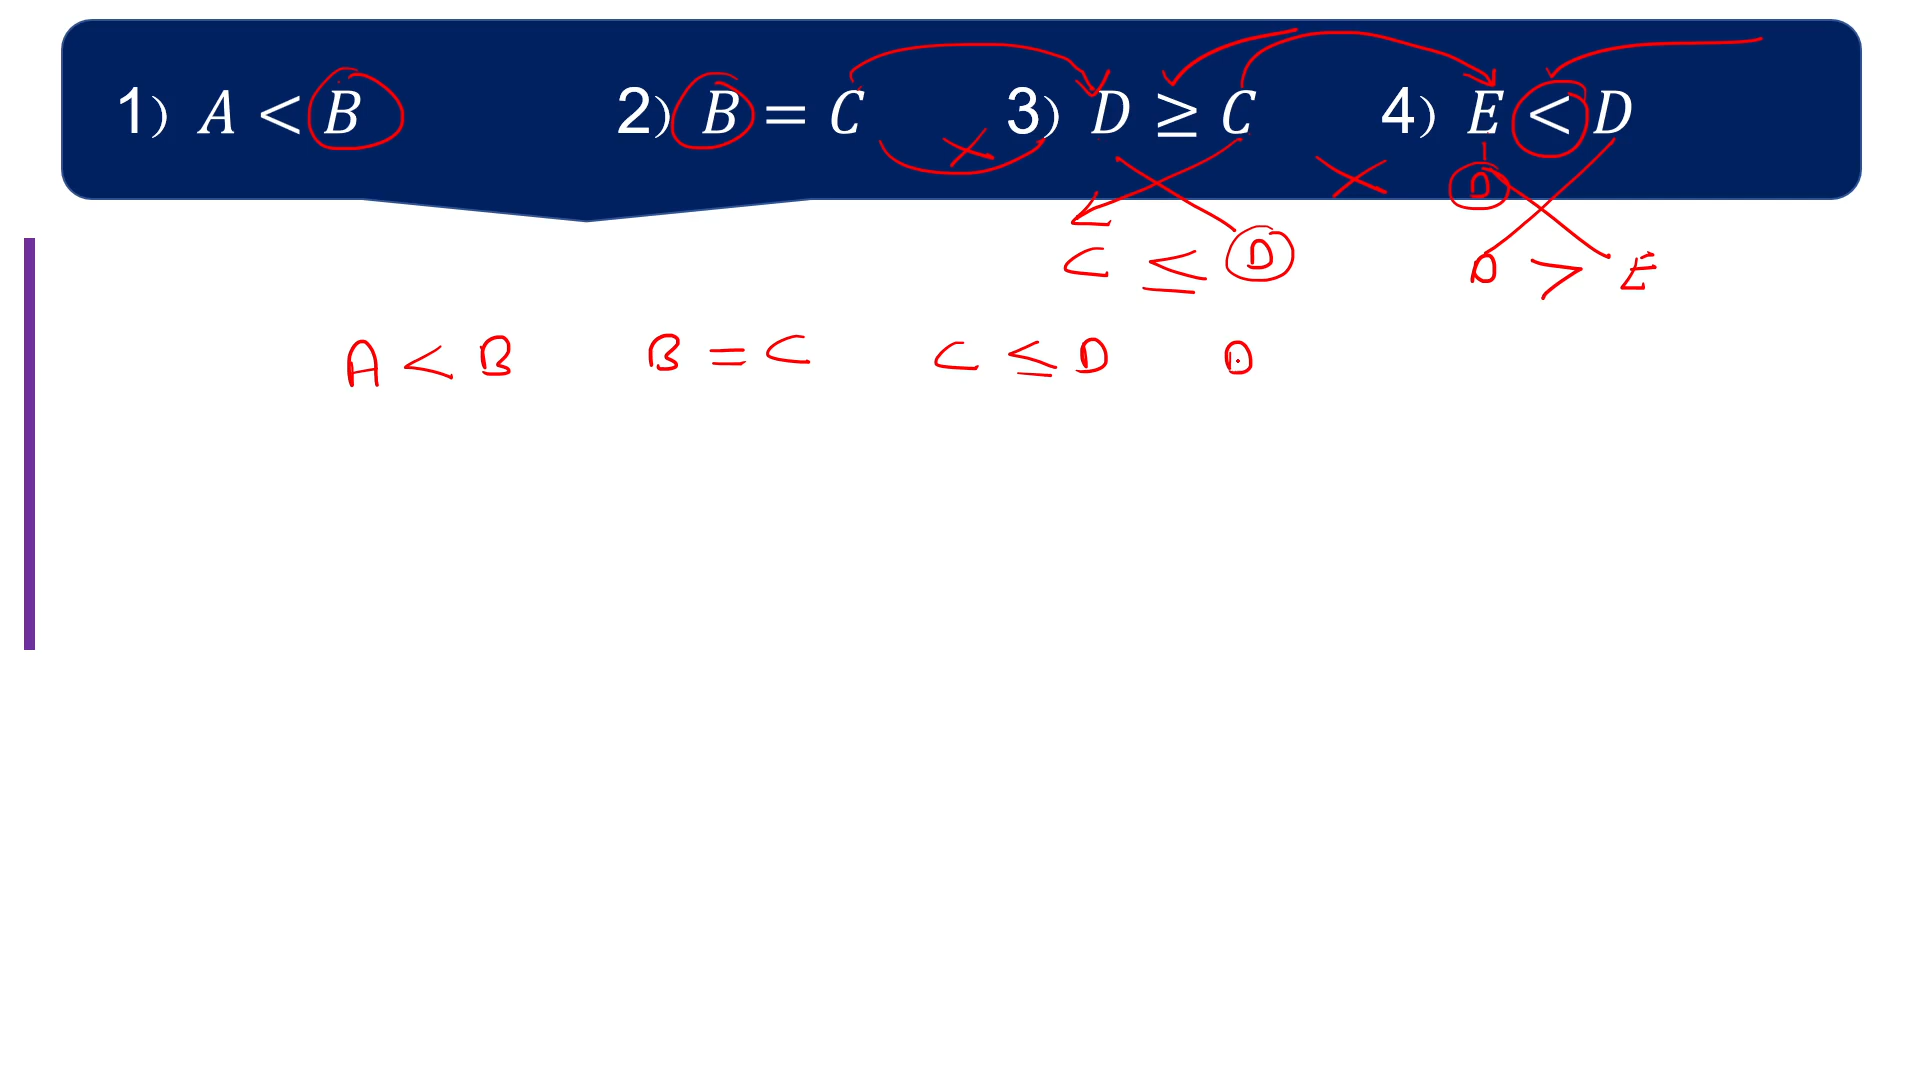 1) A < B 2) B = C 3) D ≥ C 4) E < D
D
C ≤ D D > E
A < B B = C C ≤ D D